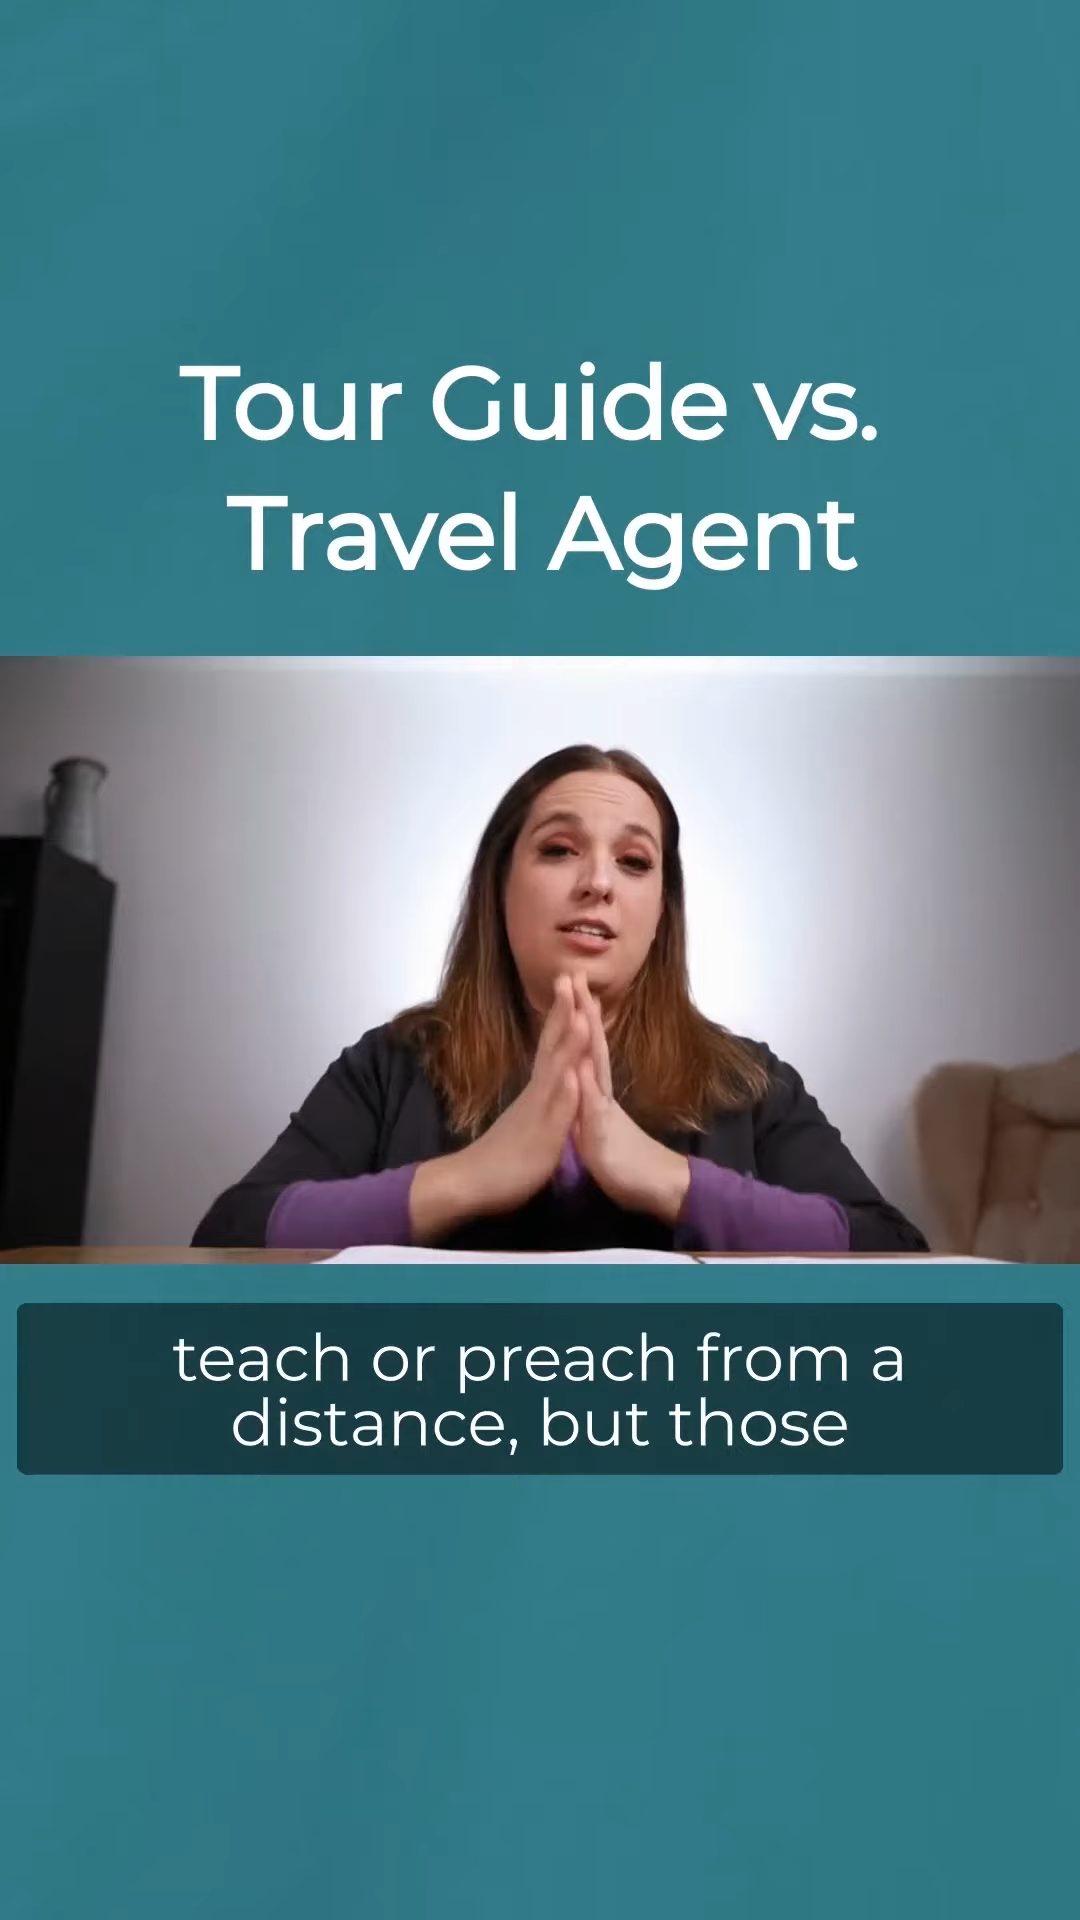 Tour Guide vs.
Travel Agent
teach or preach from a
distance, but those